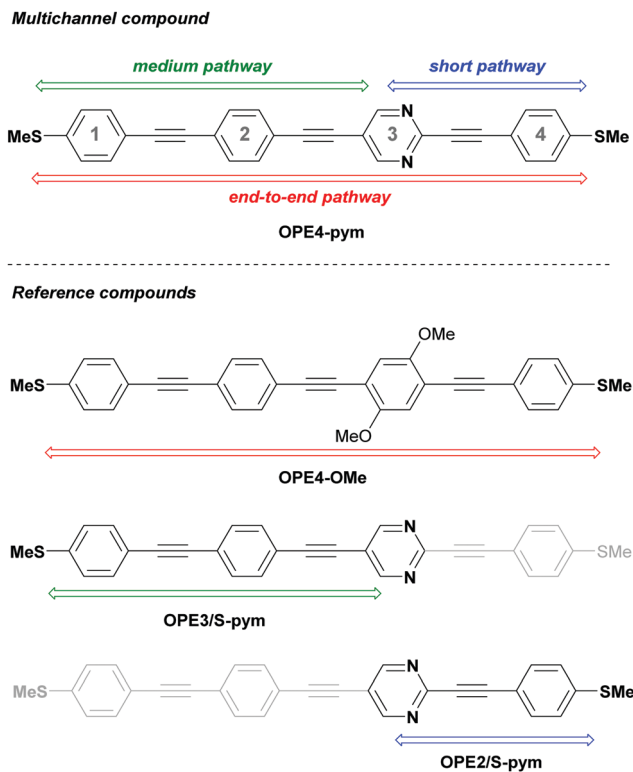 Multichannel compound
medium pathway short pathway
MeS 1 2 3 N N 4 SMe
end-to-end pathway
OPE4-pym
Reference compounds
OMe
MeS SMe
MeO
OPE4-OMe
N
MeS SMe
N
OPE3/S-pym
N
MeS SMe
N
OPE2/S-pym